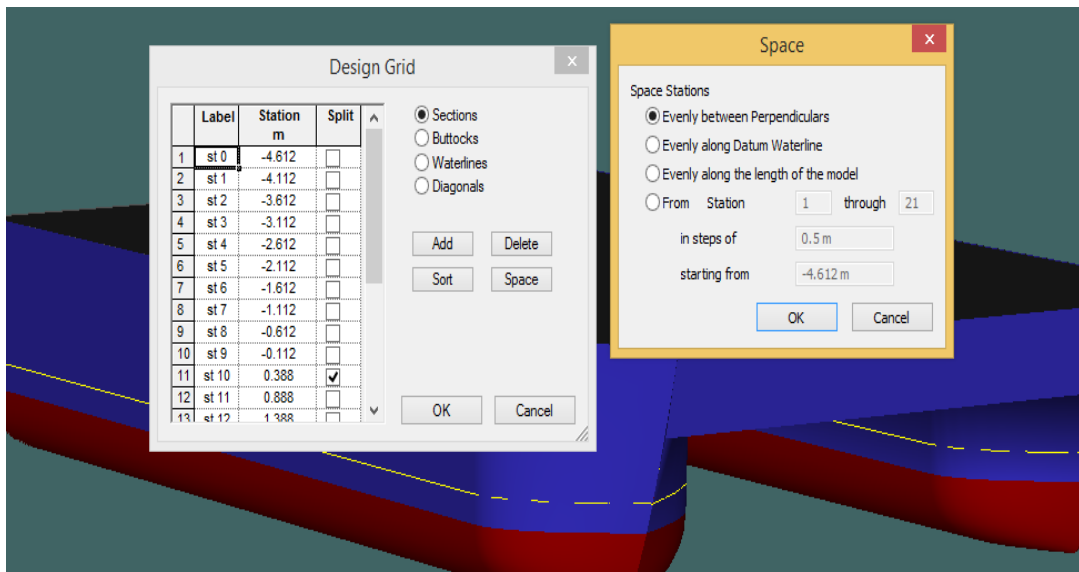 Design Grid
x
Label Station Split
m
1 st 0 -4.612
2 st 1 -4.112
3 st 2 -3.612
4 st 3 -3.112
5 st 4 -2.612
6 st 5 -2.112
7 st 6 -1.612
8 st 7 -1.112
9 st 8 -0.612
10 st 9 -0.112
11 st 10 0.388
12 st 11 0.888
13 st 12 1.388
Sections
Buttocks
Waterlines
Diagonals
Add Delete
Sort Space
OK Cancel
Space
x
Space Stations
Evenly between Perpendiculars
Evenly along Datum Waterline
Evenly along the length of the model
From Station 1 through 21
in steps of 0.5 m
starting from -4.612 m
OK Cancel